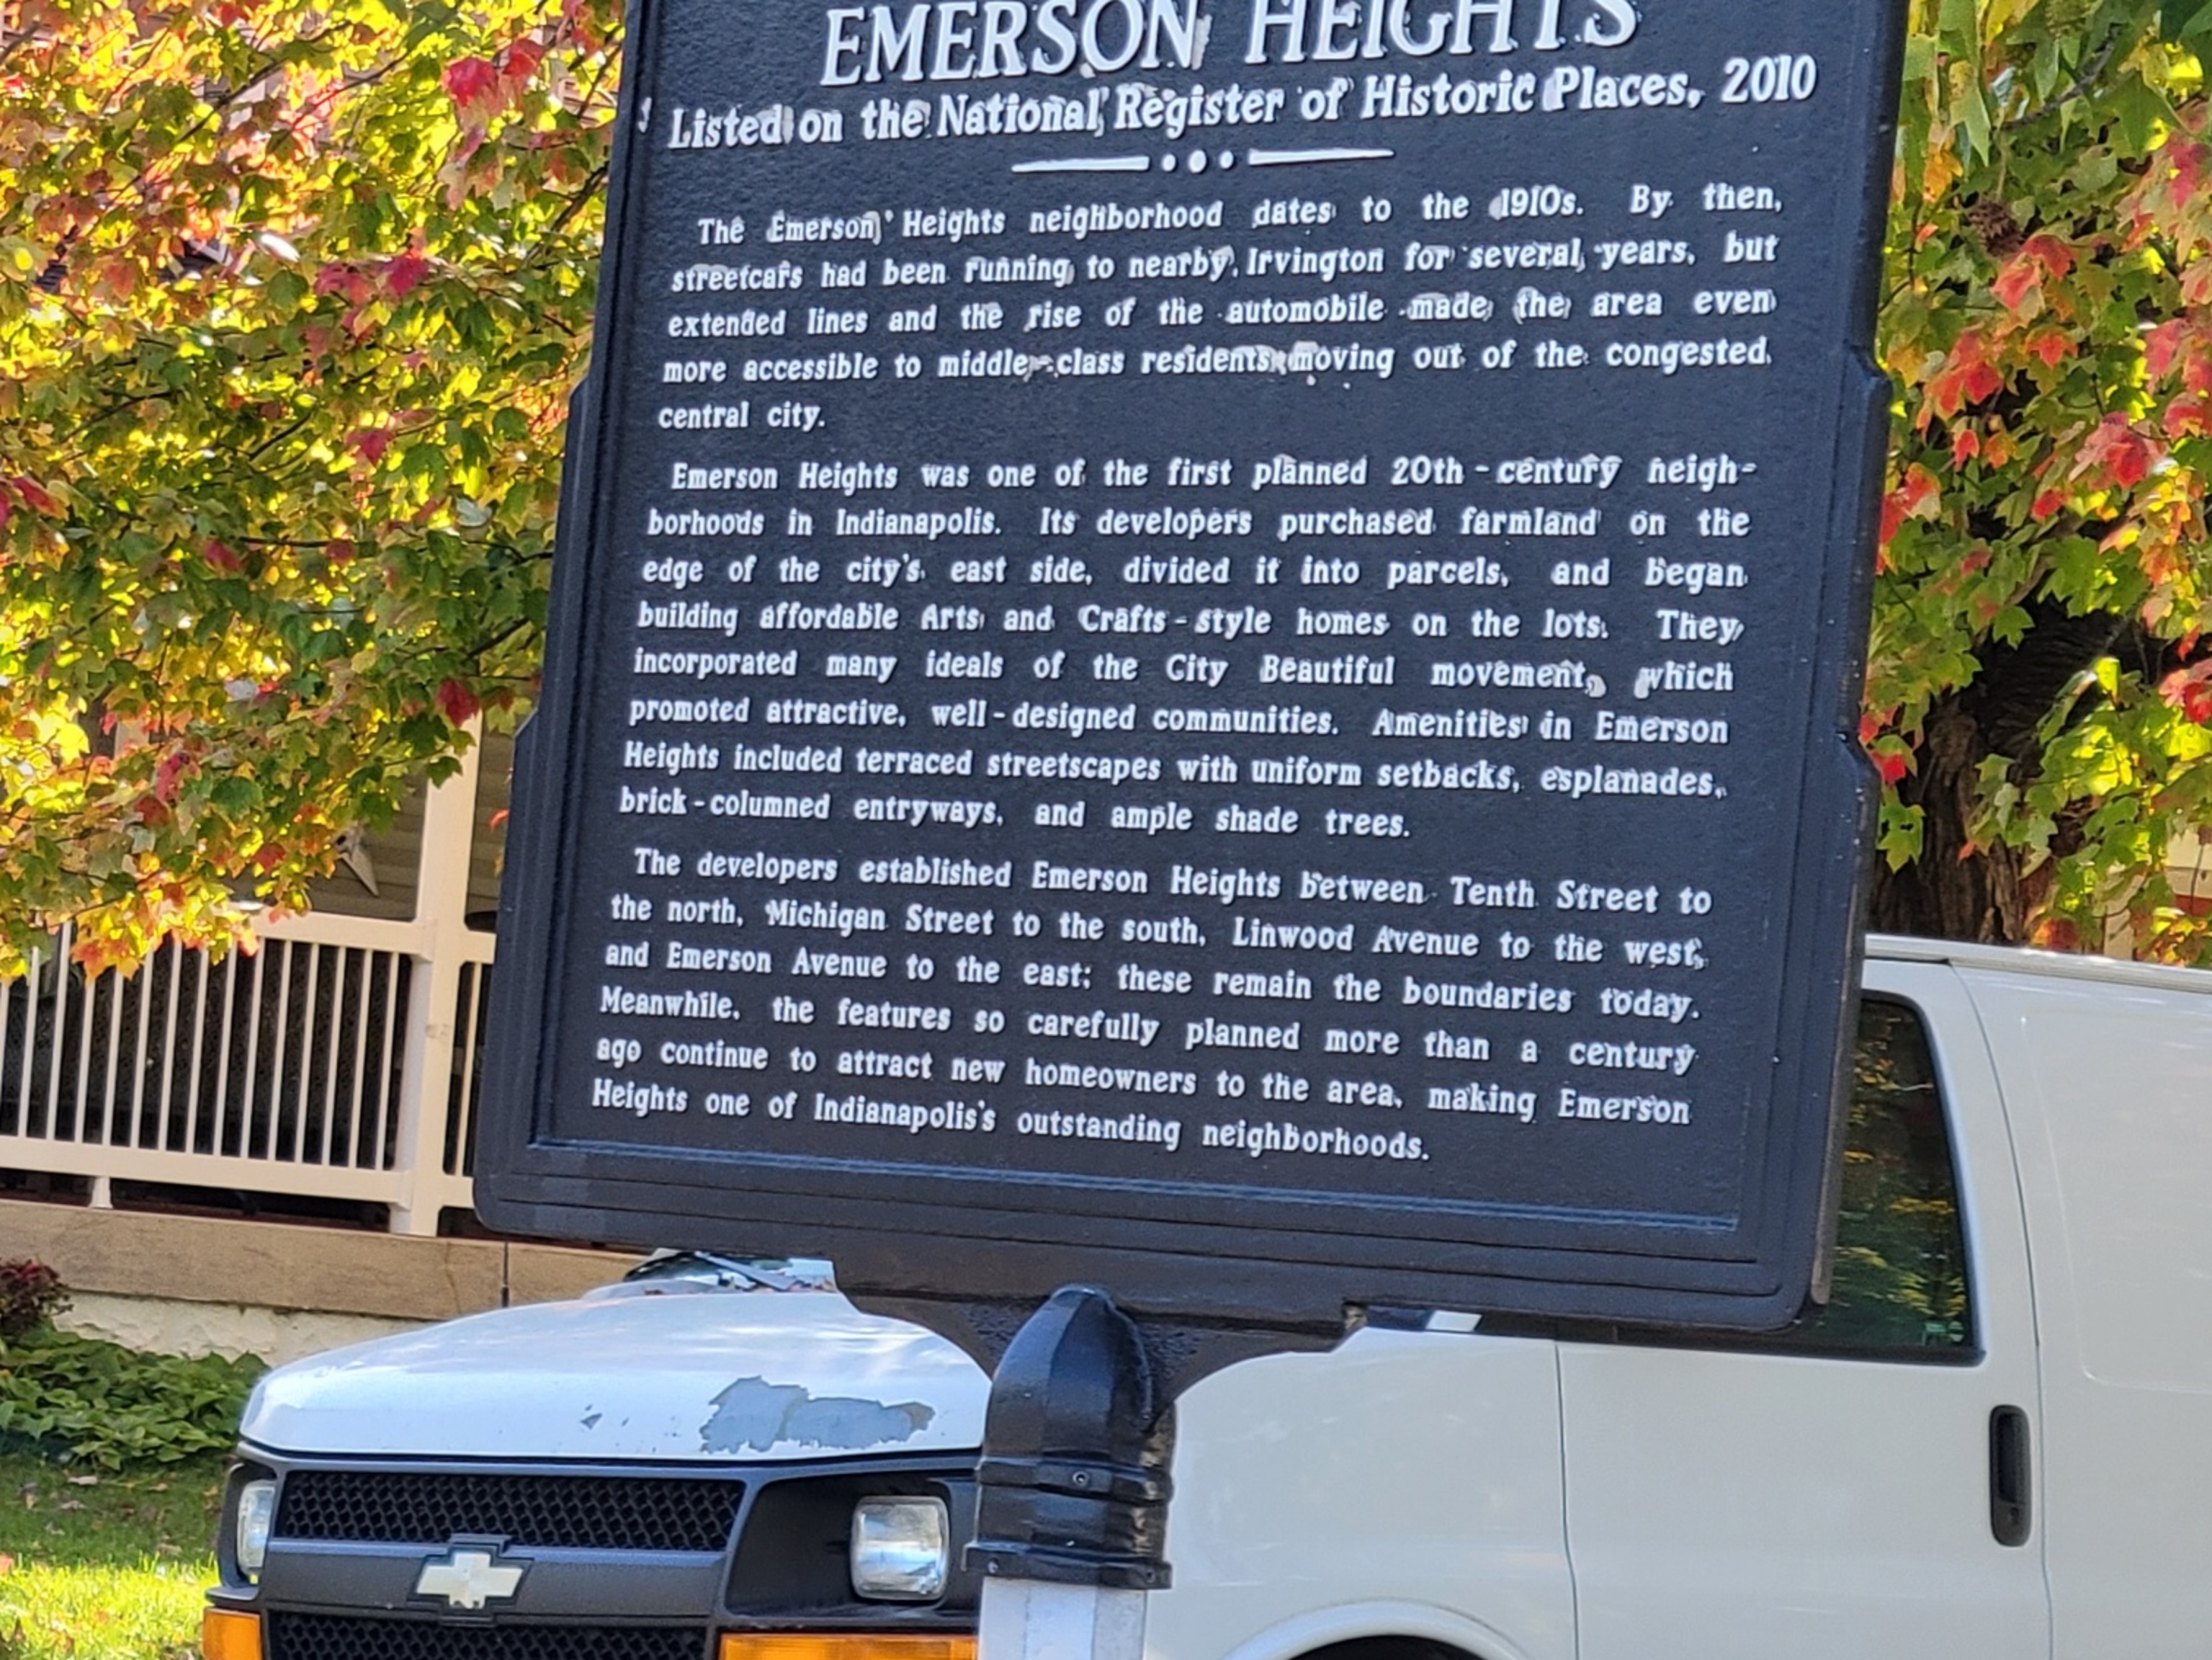 EMERSON HEIGHTS
Listed on the National Register of Historic Places, 2010
The Emerson Heights neighborhood dates to the 1910s. By then,
streetcars had been running to nearby Irvington for several years, but
extended lines and the rise of the automobile made the area even
more accessible to middle-class residents moving out of the congested
central city.
Emerson Heights was one of the first planned 20th-century neigh-
borhoods in Indianapolis. Its developers purchased farmland on the
edge of the city's east side, divided it into parcels, and began
building affordable Arts and Crafts-style homes on the lots. They
incorporated many ideals of the City Beautiful movement, which
promoted attractive, well-designed communities. Amenities in Emerson
Heights included terraced streetscapes with uniform setbacks, esplanades,
brick-columned entryways, and ample shade trees.
The developers established Emerson Heights between Tenth Street to
the north, Michigan Street to the south, Linwood Avenue to the west,
and Emerson Avenue to the east; these remain the boundaries today.
Meanwhile, the features so carefully planned more than a century
ago continue to attract new homeowners to the area, making Emerson
Heights one of Indianapolis's outstanding neighborhoods.